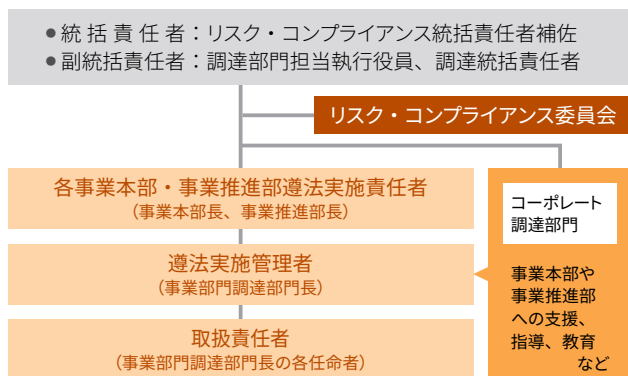 ●統括責任者：リスク・コンプライアンス統括責任者補佐
●副統括責任者：調達部門担当執行役員、調達統括責任者
リスク・コンプライアンス委員会
各事業本部・事業推進部遵法実施責任者
（事業本部長、事業推進部長）
遵法実施管理者
（事業部門調達部門長）
取扱責任者
（事業部門調達部門長の各任命者）
コーポレート
調達部門
事業本部や
事業推進部
への支援、
指導、教育
など